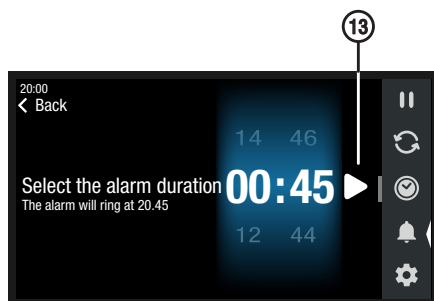 13
20:00
Back
14 46
Select the alarm duration 00:45
The alarm will ring at 20.45
12 44